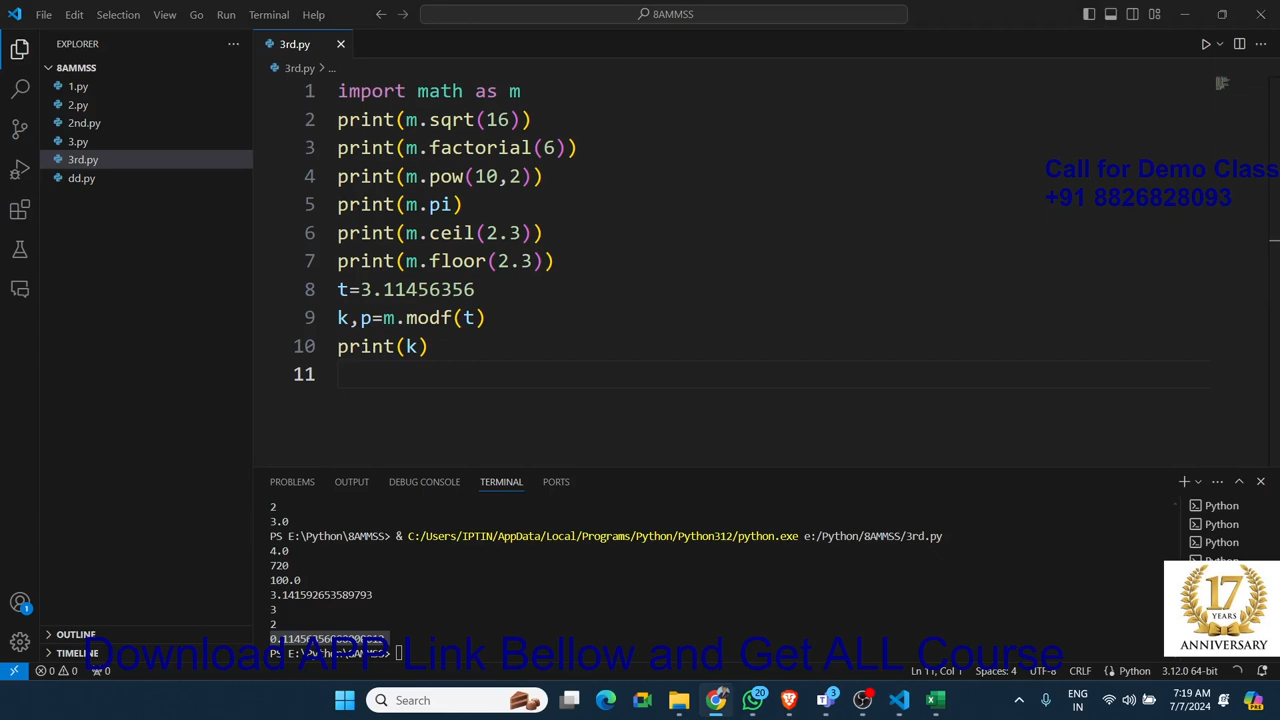 File Edit Selection View Go Run Terminal Help
8AMMSS
EXPLORER
8AMMSS
1.py
2.py
2nd.py
3.py
3rd.py
dd.py
OUTLINE
TIMELINE
3rd.py
3rd.py > ...
1 import math as m
2 print(m.sqrt(16))
3 print(m.factorial(6))
4 print(m.pow(10,2))
5 print(m.pi)
6 print(m.ceil(2.3))
7 print(m.floor(2.3))
8 t=3.11456356
9 k,p=m.modf(t)
10 print(k)
11
Call for Demo Class
+91 8826828093
PROBLEMS OUTPUT DEBUG CONSOLE TERMINAL PORTS
2
3.0
PS E:\Python\8AMMSS> & C:/Users/IPTIN/AppData/Local/Programs/Python/Python312/python.exe e:/Python/8AMMSS/3rd.py
4.0
720
100.0
3.141592653589793
3
2
PS E:\Python\8AMMSS>
Python
Python
Python
17
YEARS
ANNIVERSARY
Download APP Link Bellow and Get ALL Course
0 0 0 Ln 11, Col 1 Spaces: 4 UTF-8 CRLF Python 3.12.0 64-bit
Search
20
3
ENG
IN
7:19 AM
7/7/2024